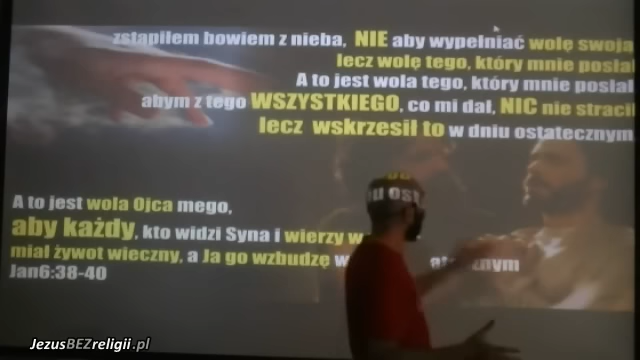 zstąpiłem bowiem z nieba, NIE aby wypełniać wolę swoją
lecz wolę tego, który mnie posłał
A to jest wola tego, który mnie posłał
abym z tego WSZYSTKIEGO, co mi dał, NIC nie stracił
lecz wskrzesił to w dniu ostatecznym
A to jest wola Ojca mego,
aby każdy, kto widzi Syna i wierzy w
miał żywot wieczny, a Ja go wzbudzę w
Jan6:38-40
JezusBEZreligii.pl